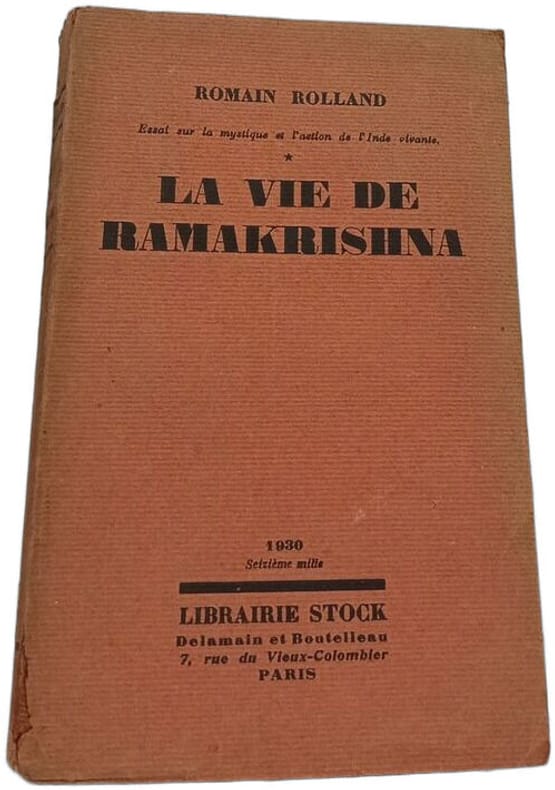 ROMAIN ROLLAND
Essai sur la mystique et l'action de l'Inde vivante.
★
LA VIE DE
RAMAKRISHNA
1930
Seizième mille
LIBRAIRIE STOCK
Delamain et Boutelleau
7, rue du Vieux-Colombier
PARIS